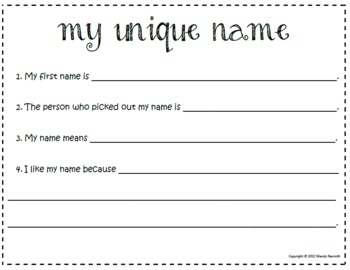 my unique name
1. My first name is
2. The person who picked out my name is
3. My name means
4. I like my name because
Copyright © 2012 Wendy